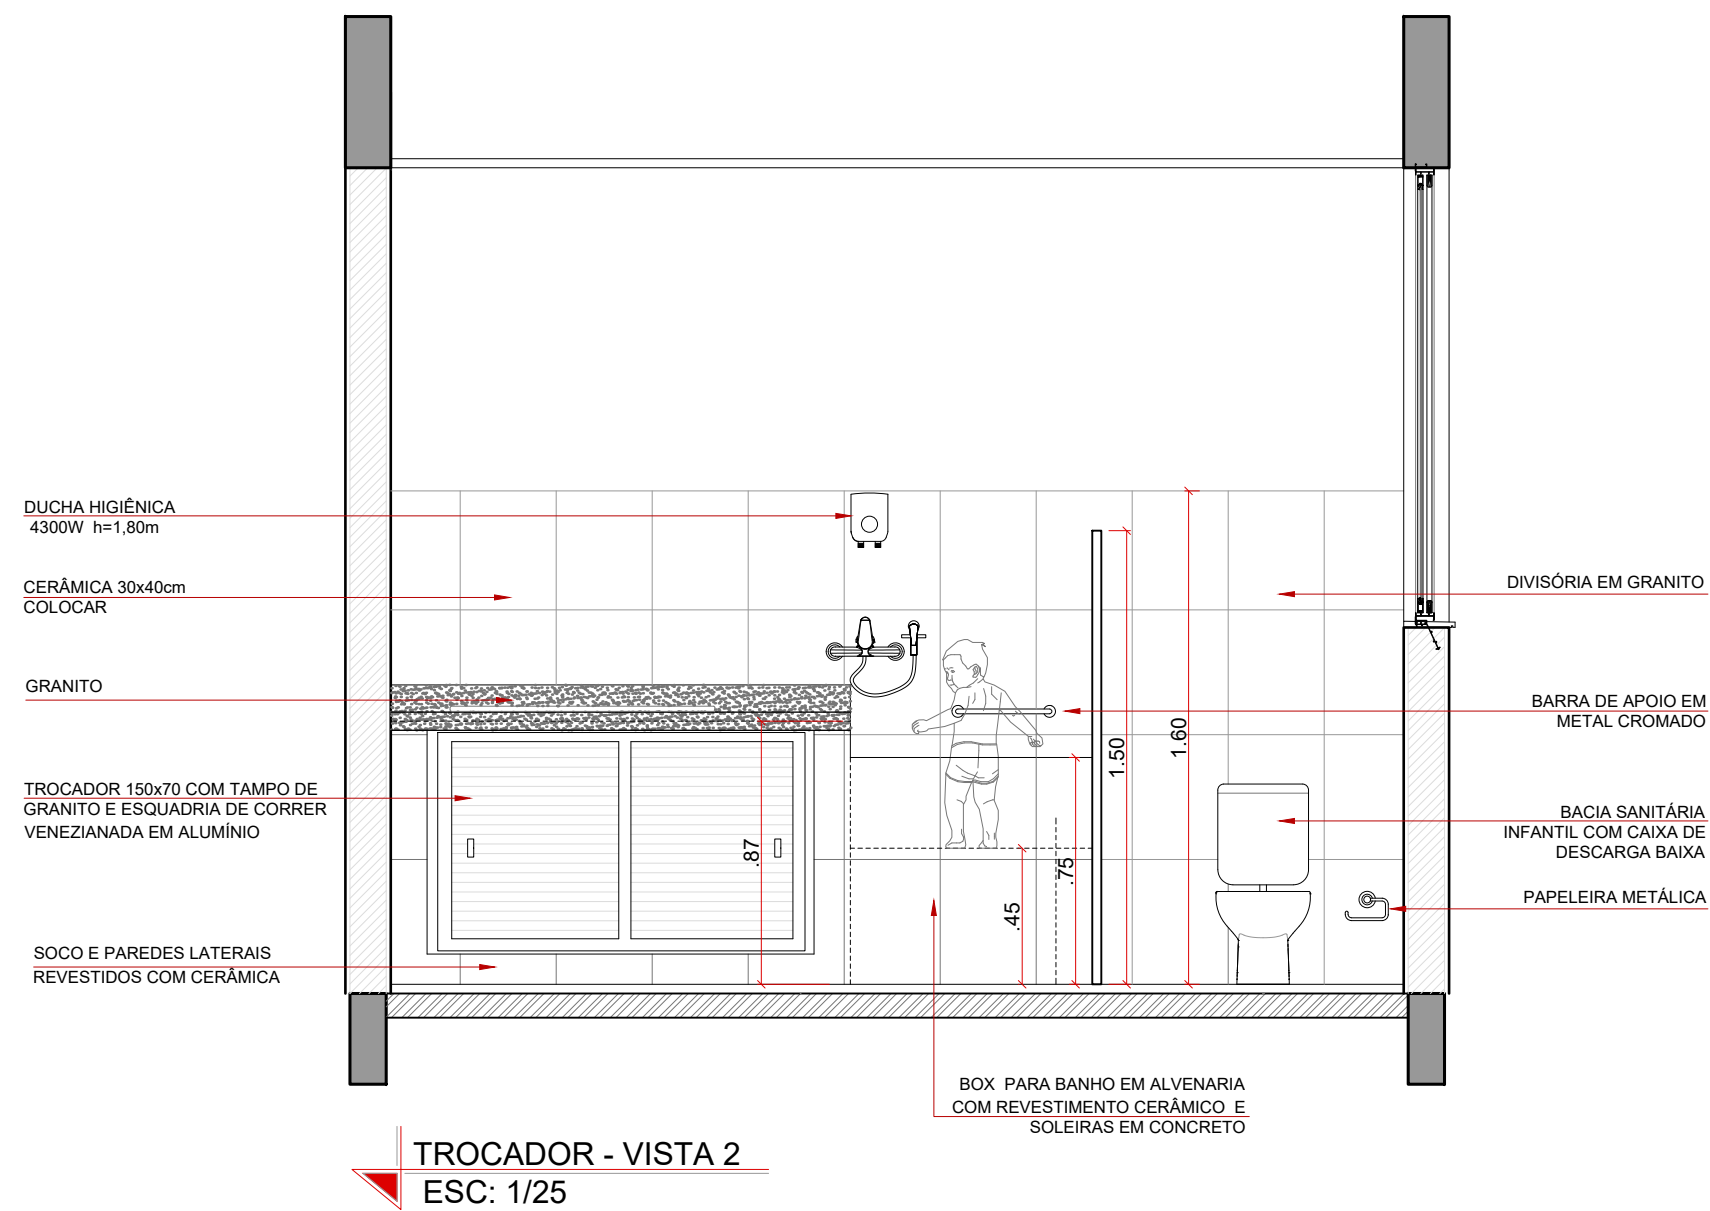 DUCHA HIGIÊNICA
4300W h=1,80m
CERÂMICA 30x40cm
COLOCAR
GRANITO
TROCADOR 150x70 COM TAMPO DE
GRANITO E ESQUADRIA DE CORRER
VENEZIANADA EM ALUMÍNIO
SOCO E PAREDES LATERAIS
REVESTIDOS COM CERÂMICA
.87
.45
.75
1.50
1.60
DIVISÓRIA EM GRANITO
BARRA DE APOIO EM
METAL CROMADO
BACIA SANITÁRIA
INFANTIL COM CAIXA DE
DESCARGA BAIXA
PAPELEIRA METÁLICA
BOX PARA BANHO EM ALVENARIA
COM REVESTIMENTO CERÂMICO E
SOLEIRAS EM CONCRETO
TROCADOR - VISTA 2
ESC: 1/25